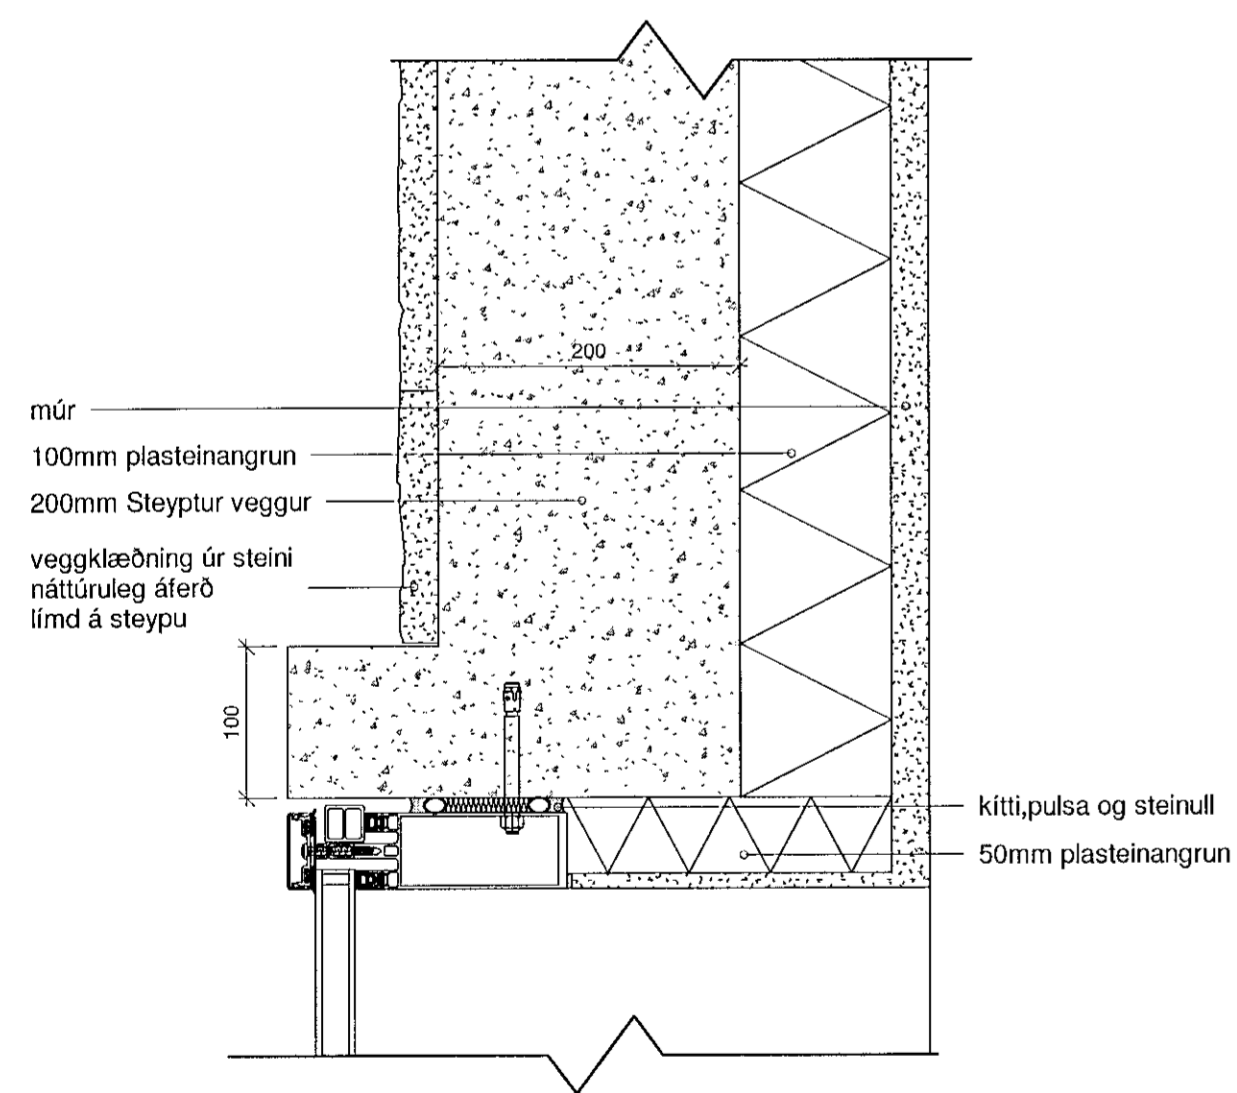 200
múr
100mm plasteinangrun
200mm Steyptur veggur
veggklæðning úr steini
náttúruleg áferð
límd á steypu
100
kítti,pulsa og steinull
50mm plasteinangrun